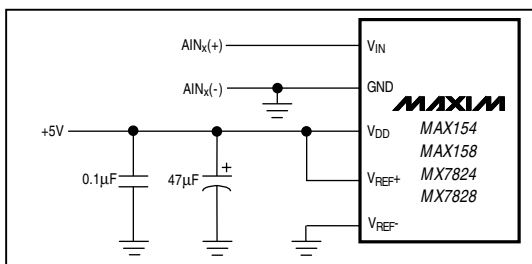 AINx(+)
VIN
AINx(-)
GND
MAXIM
+5V
VDD
MAX154
MAX158
MX7824
MX7828
0.1µF
47µF
+
VREF+
VREF-